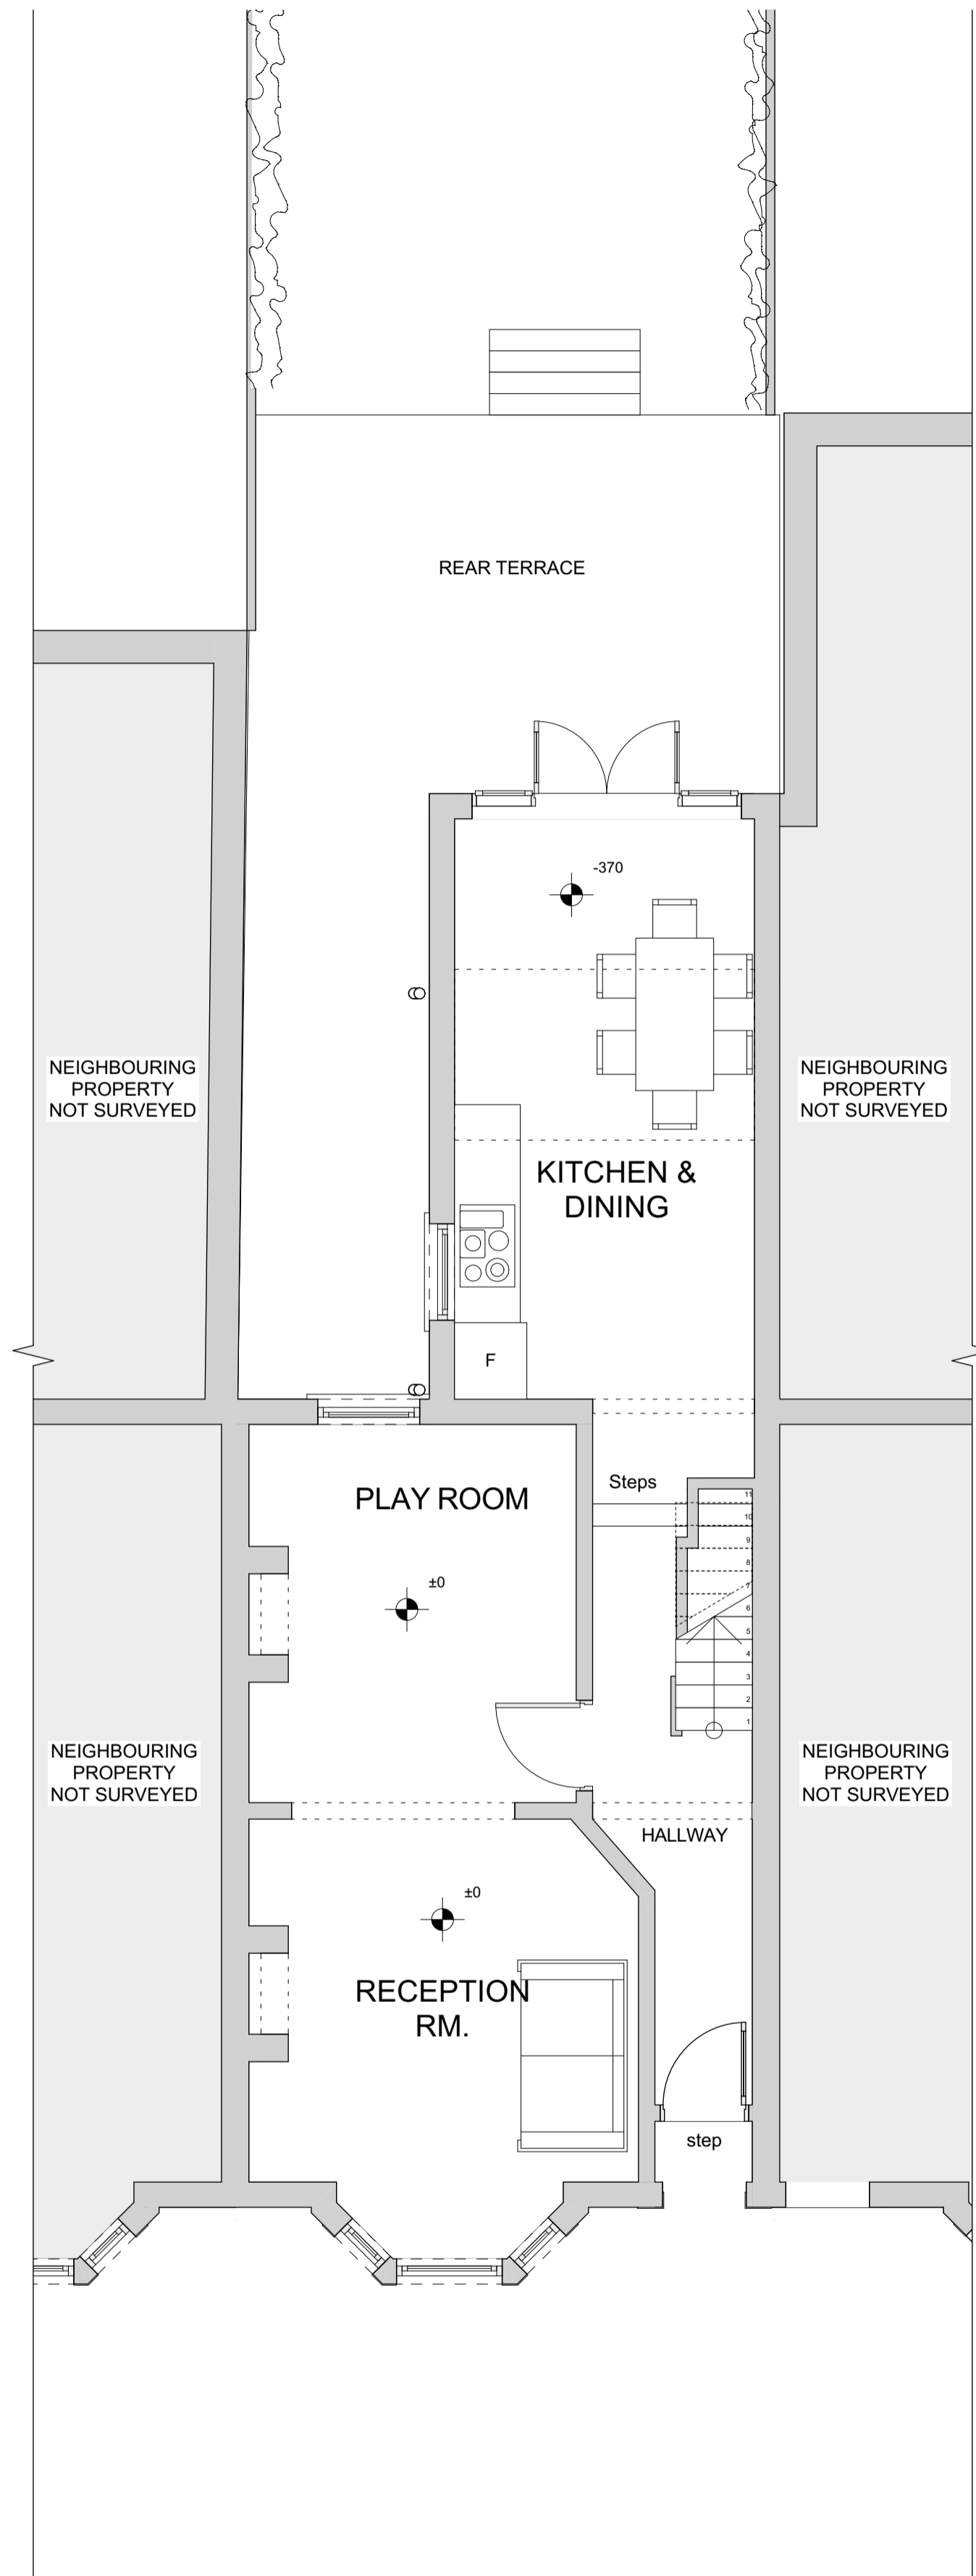 REAR TERRACE
-370
NEIGHBOURING
PROPERTY
NOT SURVEYED
NEIGHBOURING
PROPERTY
NOT SURVEYED
KITCHEN &
DINING
F
Steps
PLAY ROOM
11
10
9
8
7
6
5
4
3
2
1
±0
NEIGHBOURING
PROPERTY
NOT SURVEYED
NEIGHBOURING
PROPERTY
NOT SURVEYED
HALLWAY
±0
RECEPTION
RM.
step